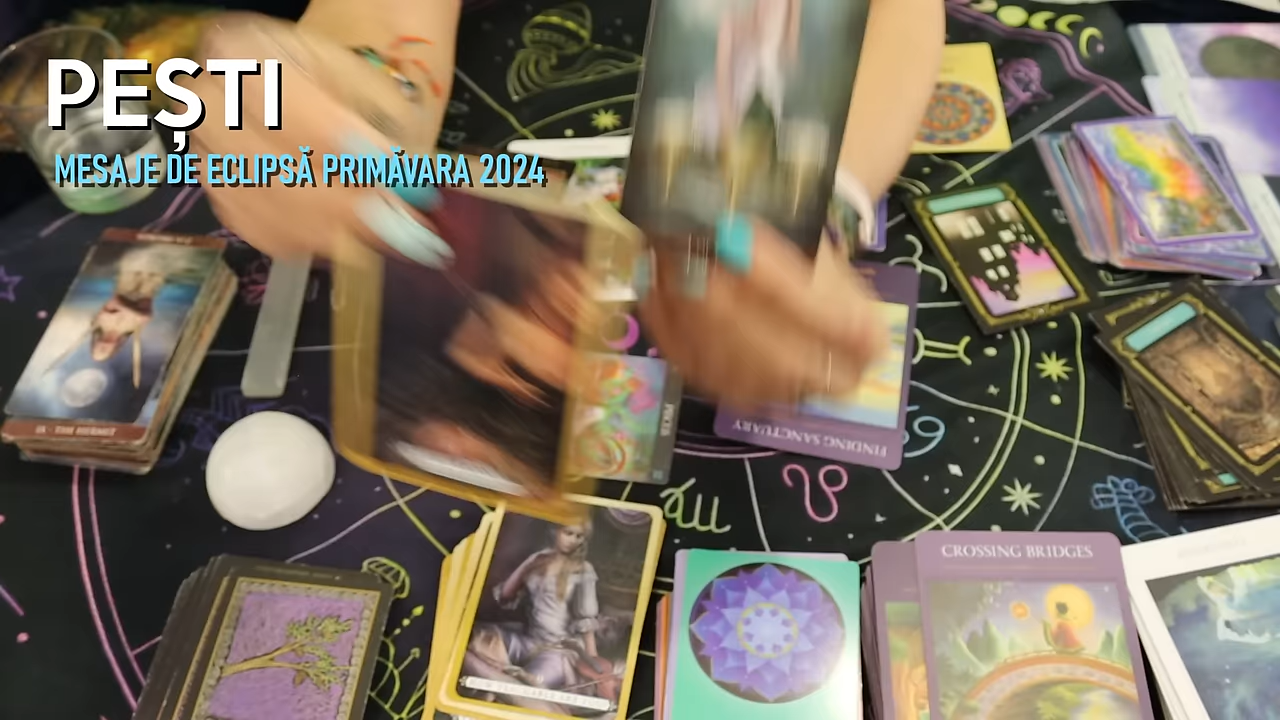 PEȘTI
MESAJE DE ECLIPSĂ PRIMĂVARA 2024
PISCES
FINDING SANCTUARY
IX · THE HERMIT
CROSSING BRIDGES